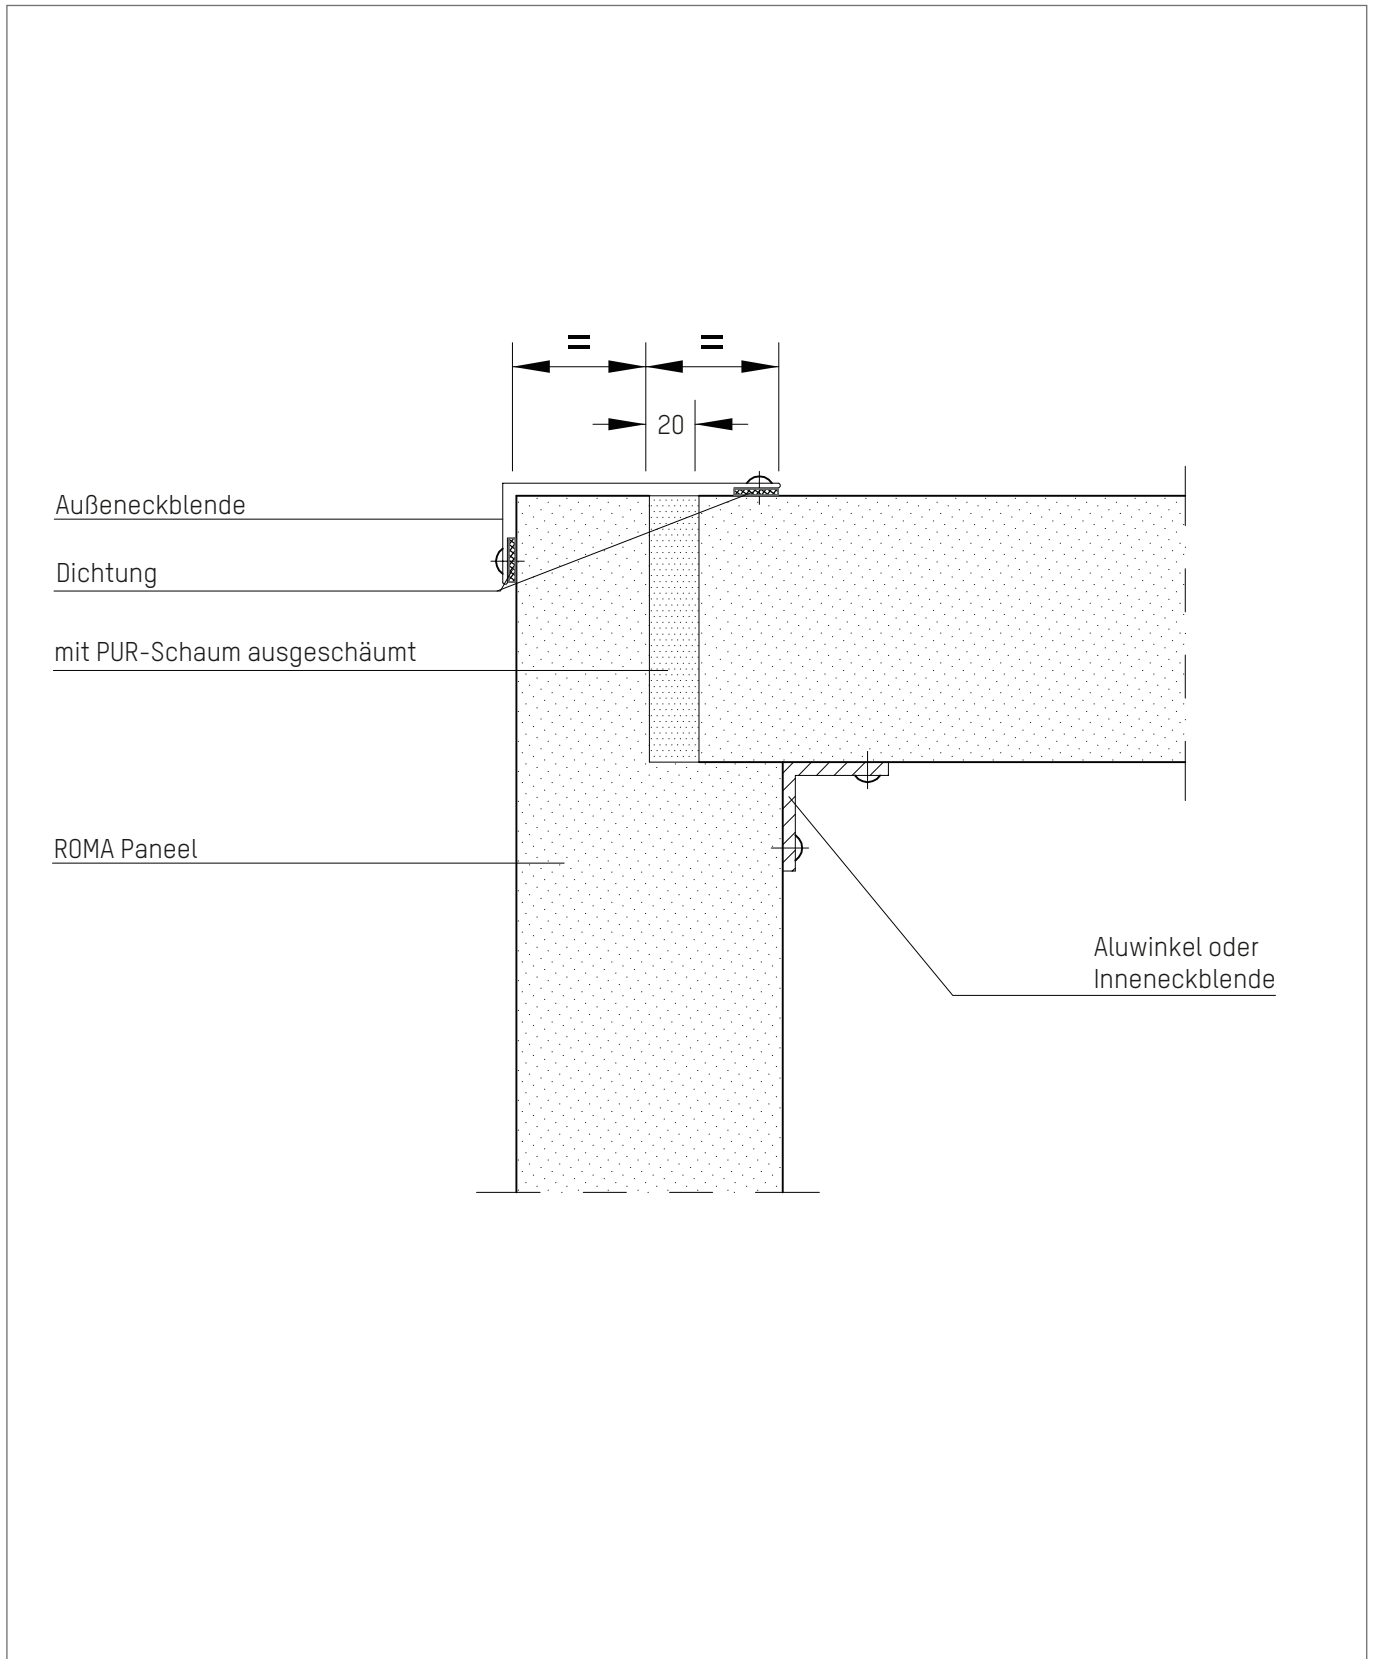 = =
20
Außeneckblende
Dichtung
mit PUR-Schaum ausgeschäumt
ROMA Paneel
Aluwinkel oder
Inneneckblende